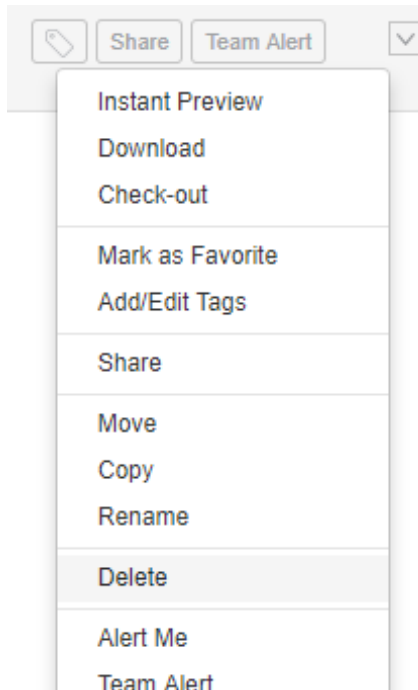 Share Team Alert
Instant Preview
Download
Check-out
Mark as Favorite
Add/Edit Tags
Share
Move
Copy
Rename
Delete
Alert Me
Team Alert